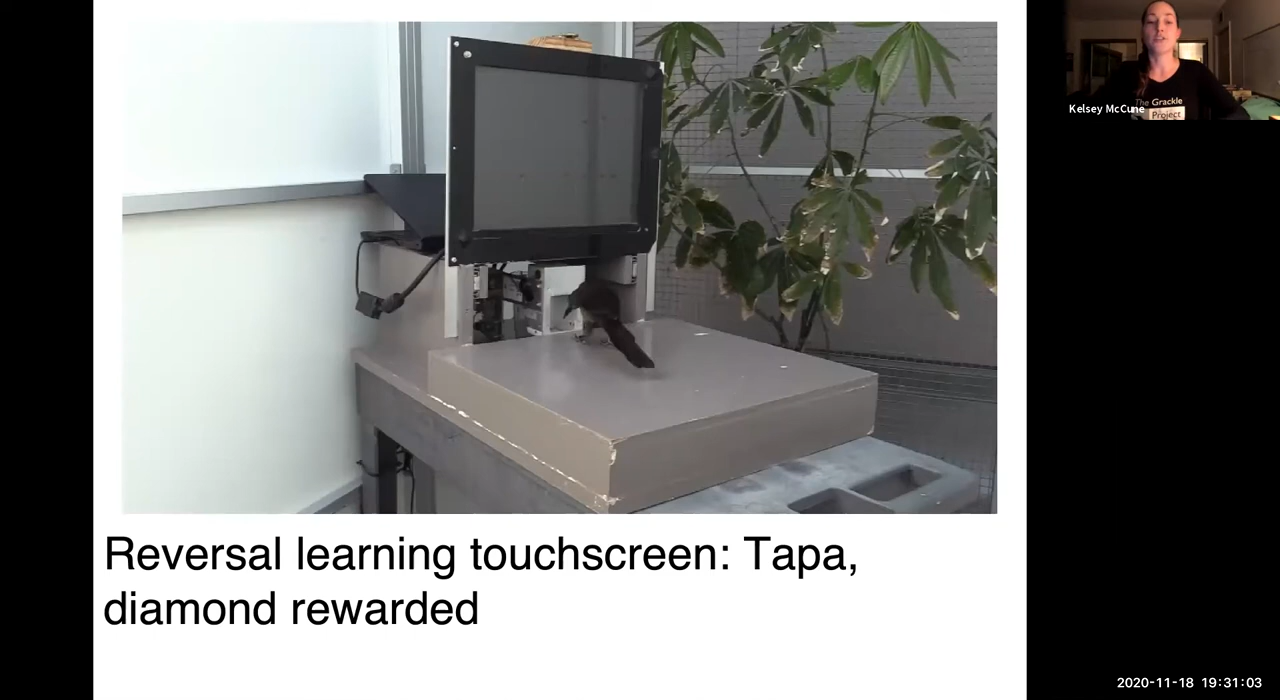 The Grackle
Project
Kelsey McCune
Reversal learning touchscreen: Tapa,
diamond rewarded
2020-11-18 19:31:03